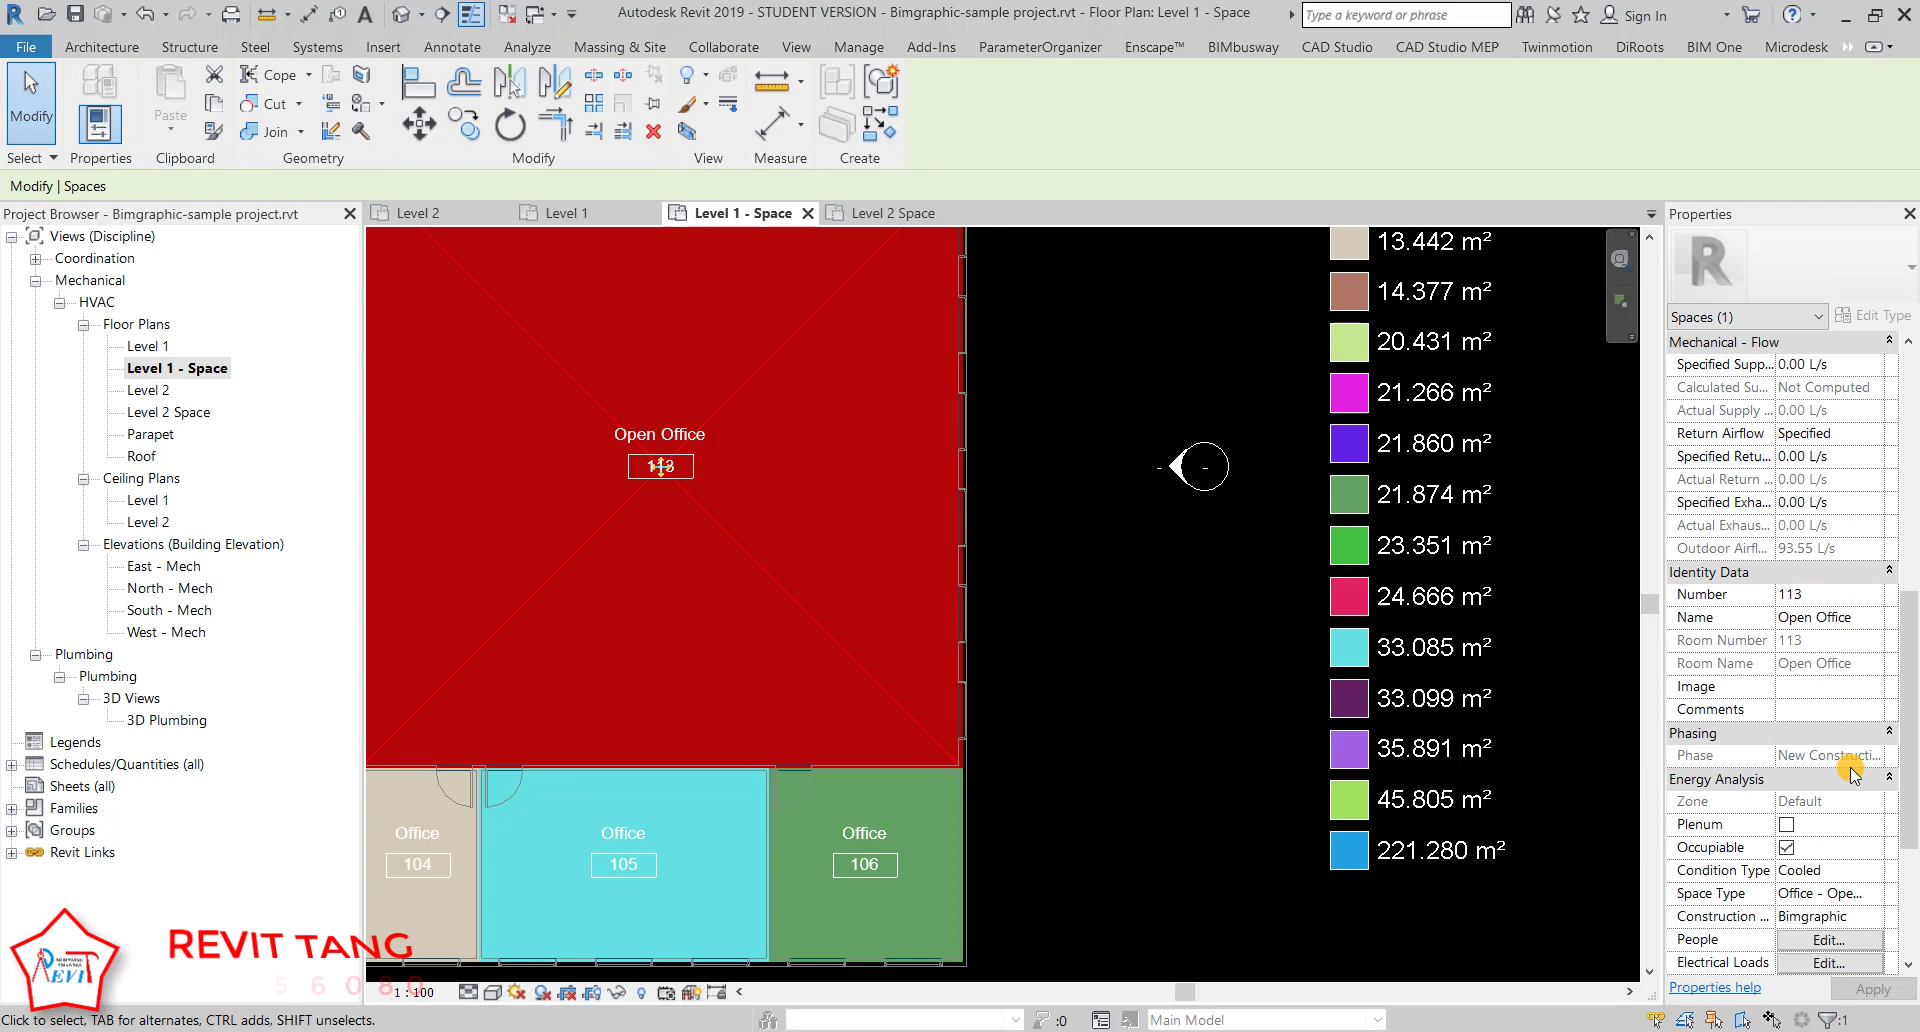 Autodesk Revit 2019 - STUDENT VERSION - Bimgraphic-sample project.rvt - Floor Plan: Level 1 - Space
Type a keyword or phrase
Sign In
File
Architecture
Structure
Steel
Systems
Insert
Annotate
Analyze
Massing & Site
Collaborate
View
Manage
Add-Ins
ParameterOrganizer
Enscape™
BIMbusway
CAD Studio
CAD Studio MEP
Twinmotion
DiRoots
BIM One
Microdesk
Modify
Paste
Cope
Cut
Join
Select
Properties
Clipboard
Geometry
Modify
View
Measure
Create
Modify | Spaces
Project Browser - Bimgraphic-sample project.rvt
Level 2
Level 1
Level 1 - Space
Level 2 Space
Properties
Views (Discipline)
Coordination
Mechanical
HVAC
Floor Plans
Level 1
Level 1 - Space
Level 2
Level 2 Space
Parapet
Roof
Ceiling Plans
Level 1
Level 2
Elevations (Building Elevation)
East - Mech
North - Mech
South - Mech
West - Mech
Plumbing
Plumbing
3D Views
3D Plumbing
Legends
Schedules/Quantities (all)
Sheets (all)
Families
Groups
Revit Links
REVIT
REVIT TANG
5 6 0 8 0
Open Office
113
Office
104
Office
105
Office
106
13.442 m²
14.377 m²
20.431 m²
21.266 m²
21.860 m²
21.874 m²
23.351 m²
24.666 m²
33.085 m²
33.099 m²
35.891 m²
45.805 m²
221.280 m²
Spaces (1)
Edit Type
Mechanical - Flow
Specified Supp... 0.00 L/s
Calculated Su... Not Computed
Actual Supply ... 0.00 L/s
Return Airflow Specified
Specified Retu... 0.00 L/s
Actual Return ... 0.00 L/s
Specified Exha... 0.00 L/s
Actual Exhaus... 0.00 L/s
Outdoor Airfl... 93.55 L/s
Identity Data
Number 113
Name Open Office
Room Number 113
Room Name Open Office
Image
Comments
Phasing
Phase New Constructi...
Energy Analysis
Zone Default
Plenum
Occupiable
Condition Type Cooled
Space Type Office - Ope...
Construction ... Bimgraphic
People Edit...
Electrical Loads Edit...
Properties help
Apply
1 : 100
Click to select, TAB for alternates, CTRL adds, SHIFT unselects.
:0
Main Model
:1